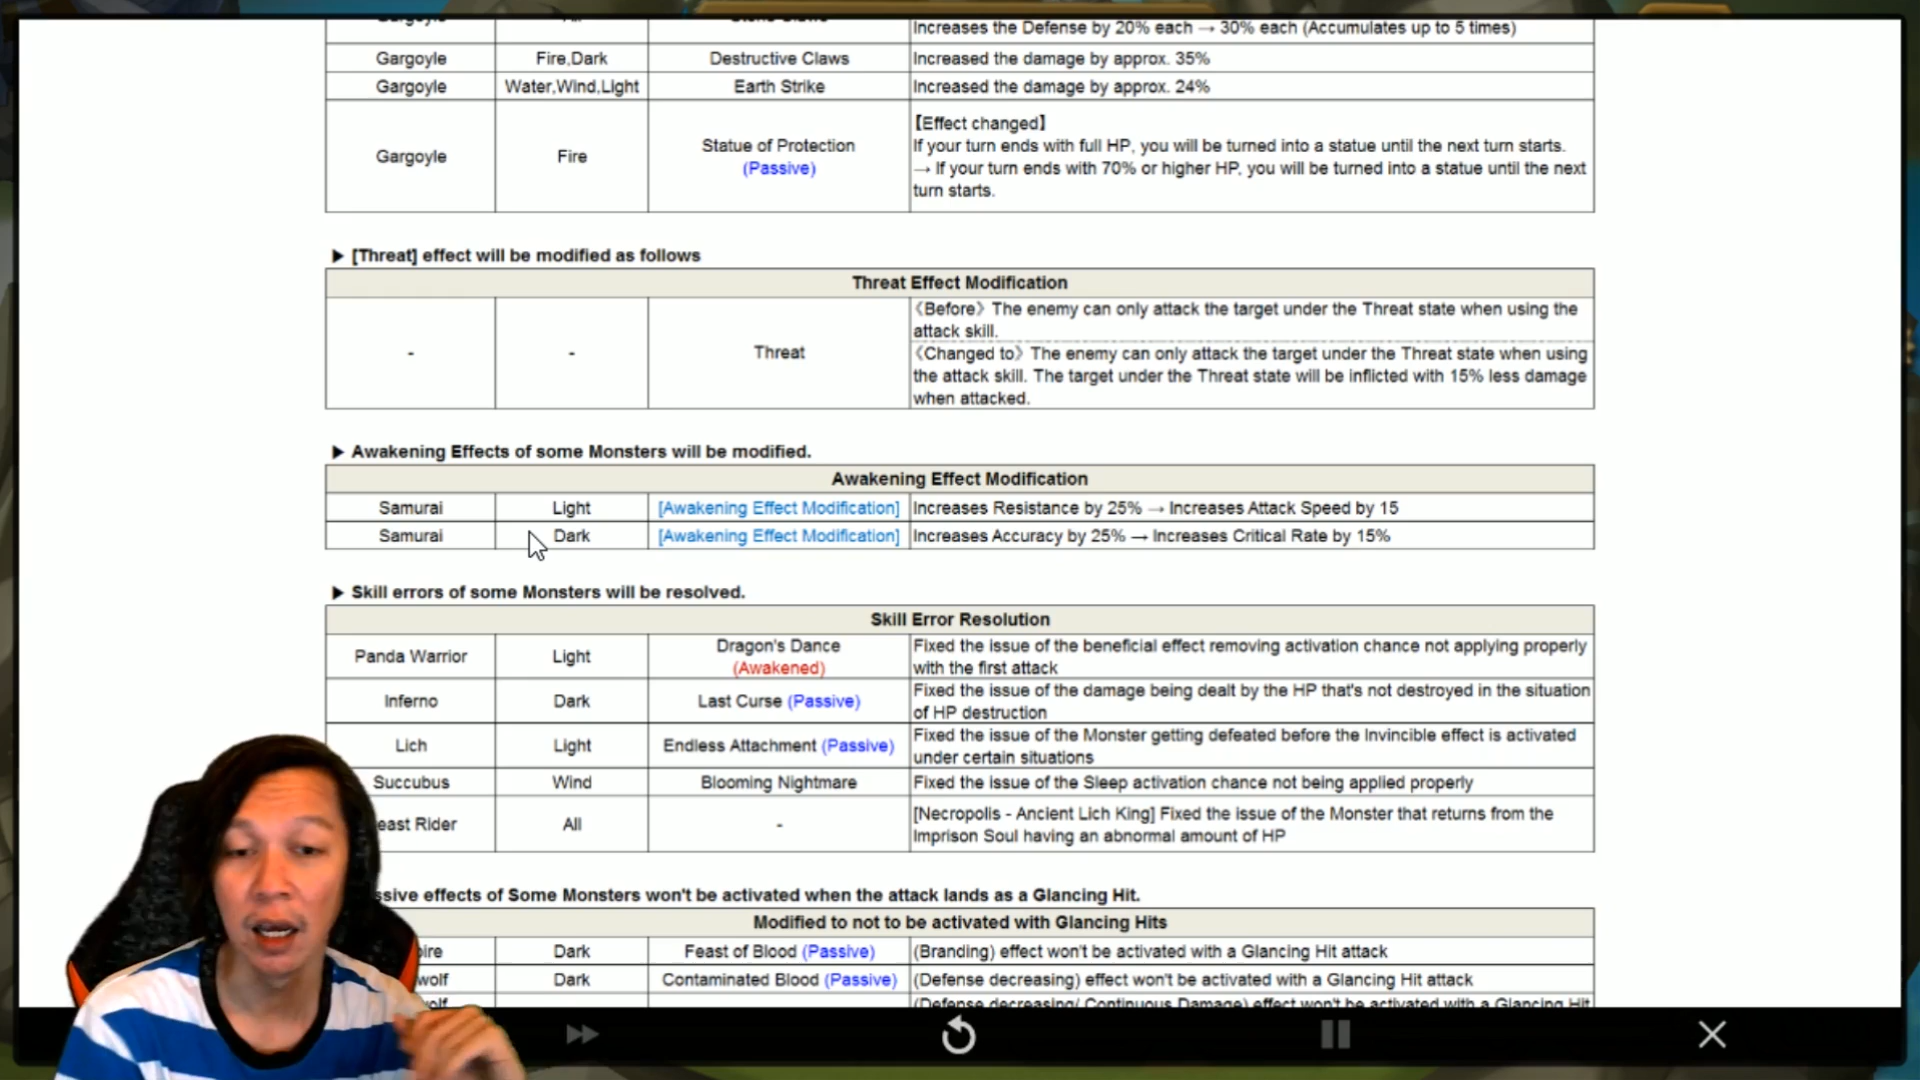 Gargoyle
Increases the Defense by 20% each → 30% each (Accumulates up to 5 times)
Gargoyle Fire,Dark Destructive Claws Increased the damage by approx. 35%
Gargoyle Water,Wind,Light Earth Strike Increased the damage by approx. 24%
Gargoyle Fire Statue of Protection
(Passive)
【Effect changed】
If your turn ends with full HP, you will be turned into a statue until the next turn starts.
→ If your turn ends with 70% or higher HP, you will be turned into a statue until the next
turn starts.
▶ [Threat] effect will be modified as follows
Threat Effect Modification
- - Threat
《Before》 The enemy can only attack the target under the Threat state when using the
attack skill.
《Changed to》 The enemy can only attack the target under the Threat state when using
the attack skill. The target under the Threat state will be inflicted with 15% less damage
when attacked.
▶ Awakening Effects of some Monsters will be modified.
Awakening Effect Modification
Samurai Light [Awakening Effect Modification] Increases Resistance by 25% → Increases Attack Speed by 15
Samurai Dark [Awakening Effect Modification] Increases Accuracy by 25% → Increases Critical Rate by 15%
▶ Skill errors of some Monsters will be resolved.
Skill Error Resolution
Panda Warrior Light Dragon's Dance
(Awakened)
Fixed the issue of the beneficial effect removing activation chance not applying properly
with the first attack
Inferno Dark Last Curse (Passive)
Fixed the issue of the damage being dealt by the HP that's not destroyed in the situation
of HP destruction
Lich Light Endless Attachment (Passive)
Fixed the issue of the Monster getting defeated before the Invincible effect is activated
under certain situations
Succubus Wind Blooming Nightmare Fixed the issue of the Sleep activation chance not being applied properly
east Rider All -
[Necropolis - Ancient Lich King] Fixed the issue of the Monster that returns from the
Imprison Soul having an abnormal amount of HP
ssive effects of Some Monsters won't be activated when the attack lands as a Glancing Hit.
Modified to not to be activated with Glancing Hits
ire Dark Feast of Blood (Passive) (Branding) effect won't be activated with a Glancing Hit attack
wolf Dark Contaminated Blood (Passive) (Defense decreasing) effect won't be activated with a Glancing Hit attack
wolf (Defense decreasing/ Continuous Damage) effect won't be activated with a Glancing Hit